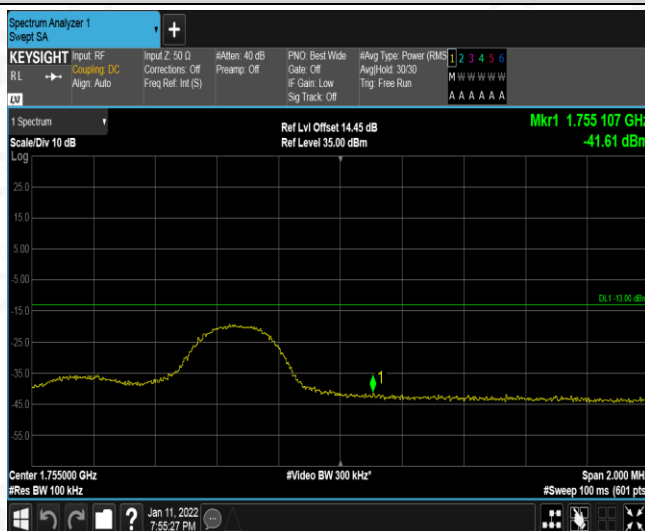 Spectrum Analyzer 1
Swept SA
+
KEYSIGHT
RL
LXI
Input: RF
Coupling: DC
Align: Auto
Input Z: 50 Ω
Corrections: Off
Freq Ref: Int (S)
#Atten: 40 dB
Preamp: Off
PNO: Best Wide
Gate: Off
IF Gain: Low
Sig Track: Off
#Avg Type: Power (RMS
Avg|Hold: 30/30
Trig: Free Run
1 2 3 4 5 6
M W W W W W
A A A A A A
1 Spectrum
Scale/Div 10 dB
Ref Lvl Offset 14.45 dB
Ref Level 35.00 dBm
Mkr1 1.755 107 GHz
-41.61 dBm
Log
25.0
15.0
5.00
-5.00
-15.0
-25.0
-35.0
-45.0
-55.0
DL1 -13.00 dBm
1
Center 1.755000 GHz
#Res BW 100 kHz
#Video BW 300 kHz*
Span 2.000 MHz
#Sweep 100 ms (601 pts)
?
Jan 11, 2022
7:55:27 PM